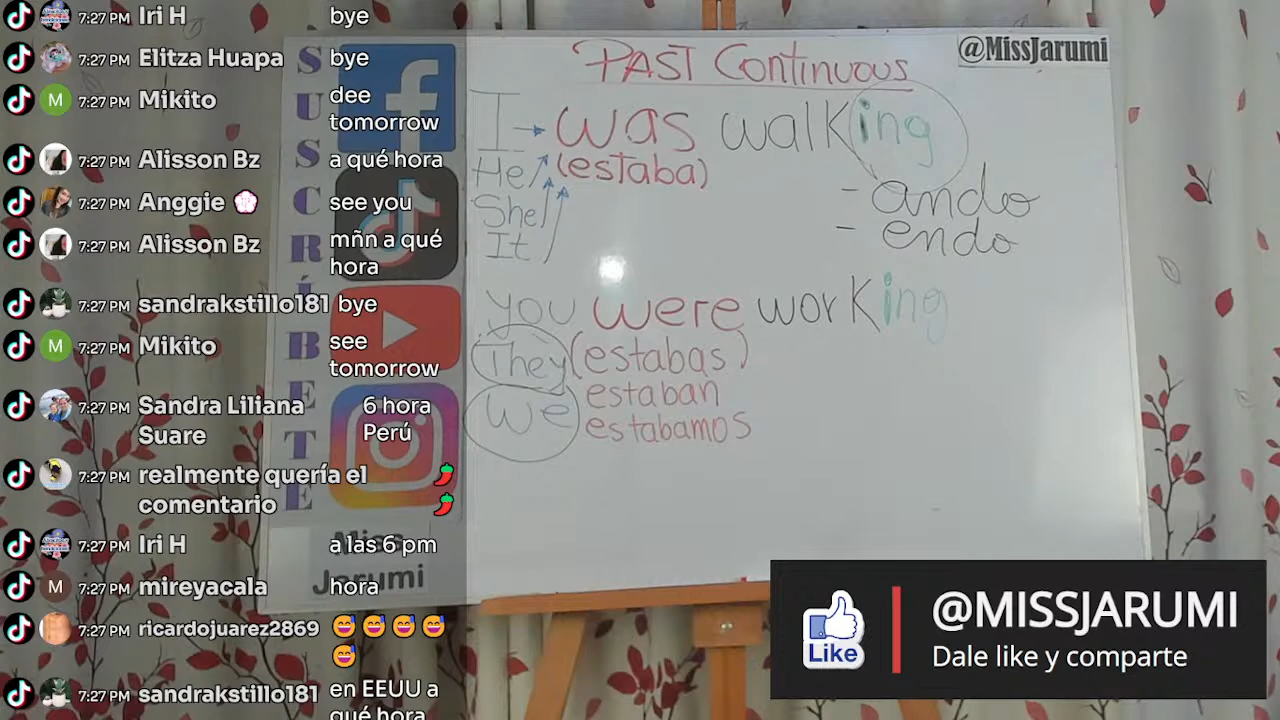 7:27 PM Iri H bye
7:27 PM Elitza Huapa bye
M 7:27 PM Mikito dee
tomorrow
7:27 PM Alisson Bz a qué hora
7:27 PM Anggie see you
7:27 PM Alisson Bz mñn a qué
hora
7:27 PM sandrakstillo181 bye
M 7:27 PM Mikito see
tomorrow
7:27 PM Sandra Liliana Suare 6 hora
Perú
7:27 PM realmente quería el
comentario 🌶️🌶️
7:27 PM Iri H a las 6 pm
M 7:27 PM mireyacala hora
7:27 PM ricardojuarez2869 😅😅😅😅
😅
7:27 PM sandrakstillo181 en EEUU a
qué hora
SUSCRÍBETE
Miss
Jarumi
PAST Continuous
@MissJarumi
I → was walking
He/ (estaba)
She/
It/
- ando
- endo
you were working
They (estabas)
We estaban
estabamos
Like
@MISSJARUMI
Dale like y comparte